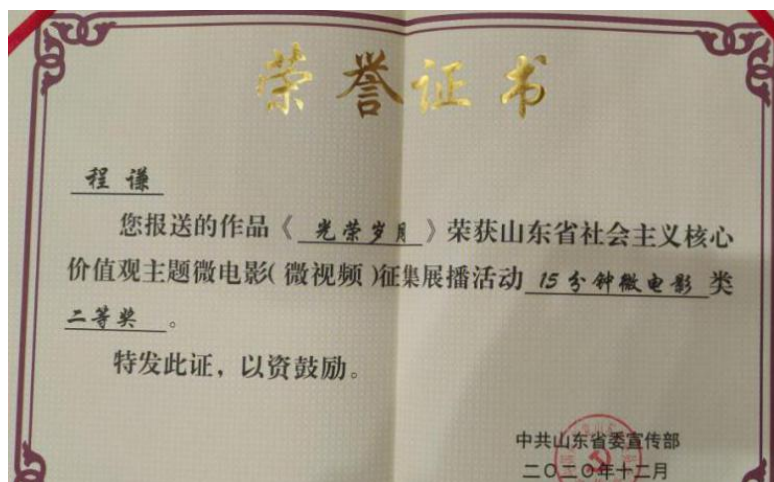 荣誉证书
程谦
您报送的作品《光荣岁月》荣获山东省社会主义核心
价值观主题微电影(微视频)征集展播活动15分钟微电影类
二等奖。
特发此证，以资鼓励。
中共山东省委宣传部
二〇二〇年十二月